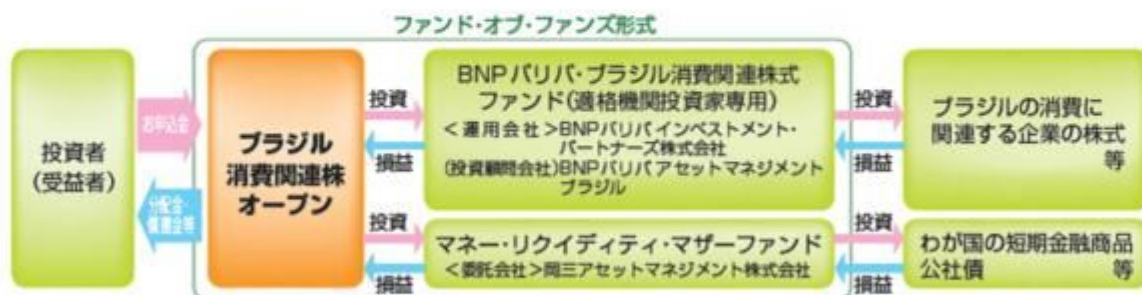 ファンド・オブ・ファンズ形式
投資者
(受益者)
お申込金
分配金・
償還金等
ブラジル
消費関連株
オープン
投資
損益
投資
損益
BNPパリバ・ブラジル消費関連株式
ファンド(適格機関投資家専用)
<運用会社>BNPパリバ インベストメント・
パートナーズ株式会社
(投資顧問会社)BNPパリバ アセットマネジメント
ブラジル
マネー・リクイディティ・マザーファンド
<委託会社>岡三アセットマネジメント株式会社
投資
損益
投資
損益
ブラジルの消費に
関連する企業の株式
等
わが国の短期金融商品
公社債 等